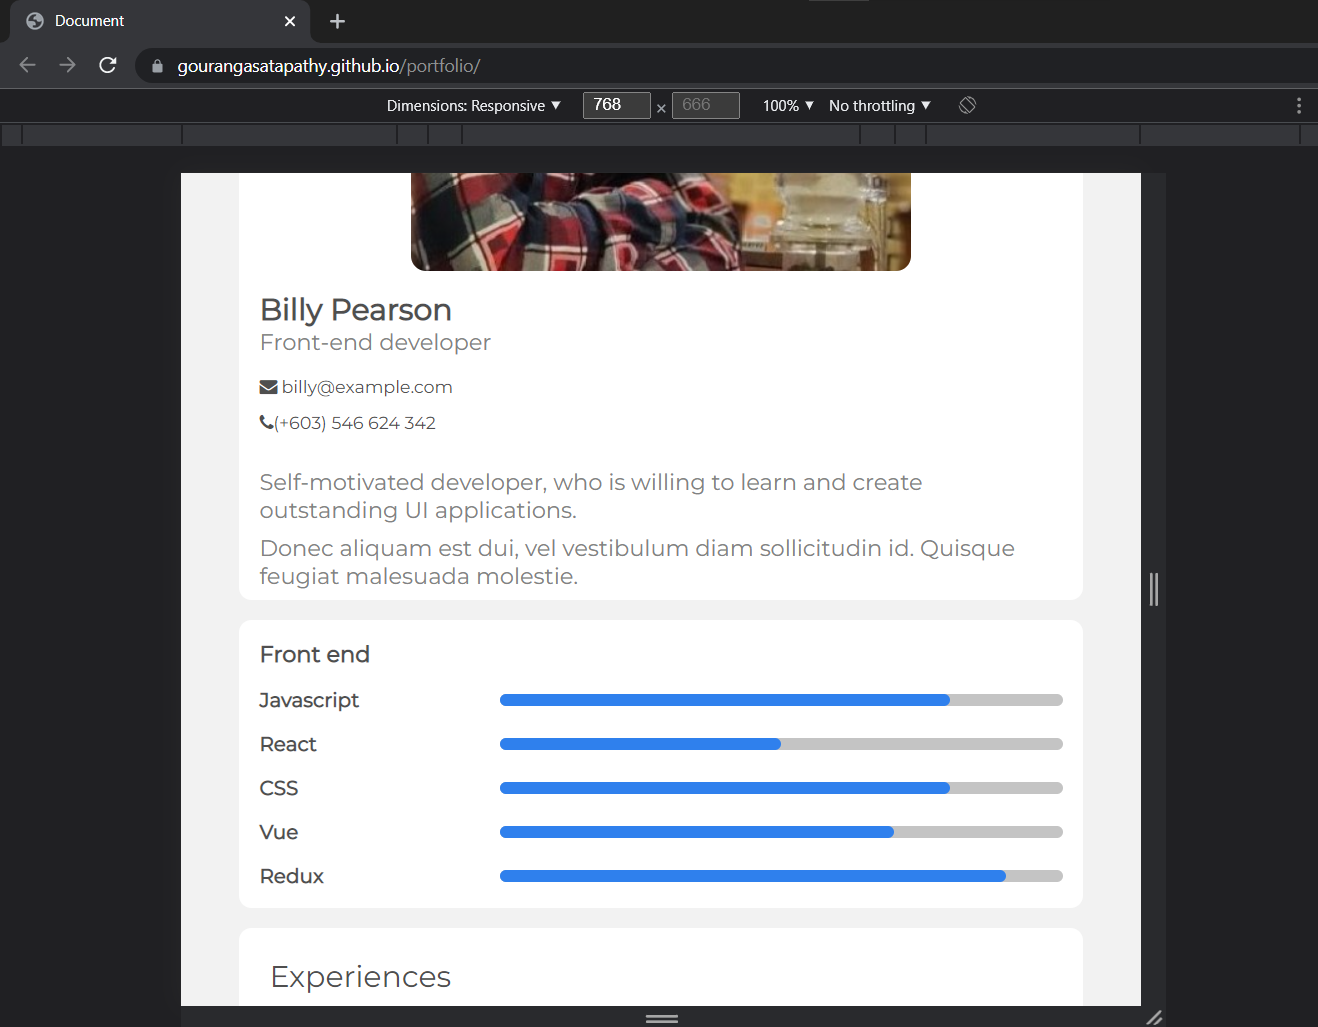 Document
gourangasatapathy.github.io/portfolio/
Dimensions: Responsive ▼ 768 × 666 100% ▼ No throttling ▼
Billy Pearson
Front-end developer
billy@example.com
(+603) 546 624 342
Self-motivated developer, who is willing to learn and create
outstanding UI applications.
Donec aliquam est dui, vel vestibulum diam sollicitudin id. Quisque
feugiat malesuada molestie.
Front end
Javascript
React
CSS
Vue
Redux
Experiences